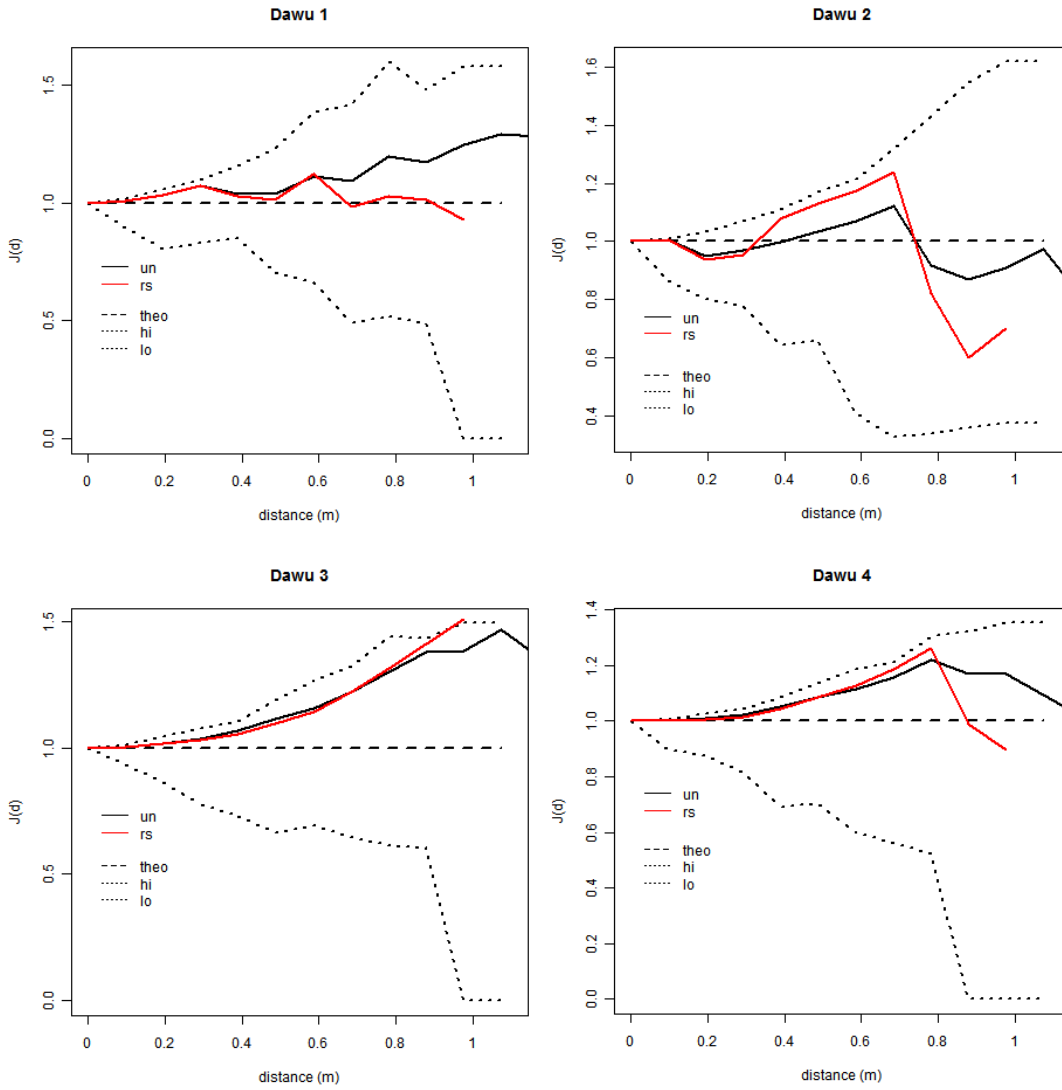 Dawu 1
J(d)
1.5
1.0
0.5
0.0
un
rs
theo
hi
lo
0 0.2 0.4 0.6 0.8 1
distance (m)
Dawu 2
J(d)
1.6
1.4
1.2
1.0
0.8
0.6
0.4
un
rs
theo
hi
lo
0 0.2 0.4 0.6 0.8 1
distance (m)
Dawu 3
J(d)
1.5
1.0
0.5
0.0
un
rs
theo
hi
lo
0 0.2 0.4 0.6 0.8 1
distance (m)
Dawu 4
J(d)
1.4
1.2
1.0
0.8
0.6
0.4
0.2
0.0
un
rs
theo
hi
lo
0 0.2 0.4 0.6 0.8 1
distance (m)